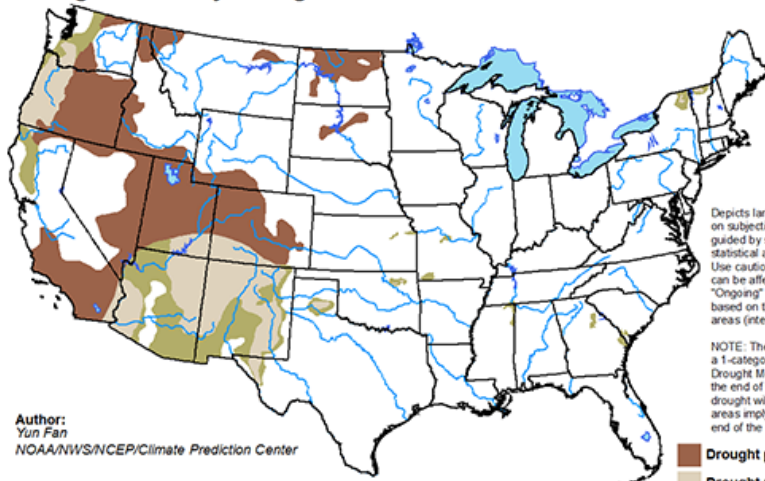 Depicts lar
on subjecti
guided by
statistical a
Use cautio
can be affe
"Ongoing"
based on t
areas (inte
NOTE: The
a 1-categor
Drought M
the end of
drought wi
areas impl
end of the
Author:
Yun Fan
NOAA/NWS/NCEP/Climate Prediction Center
Drought p